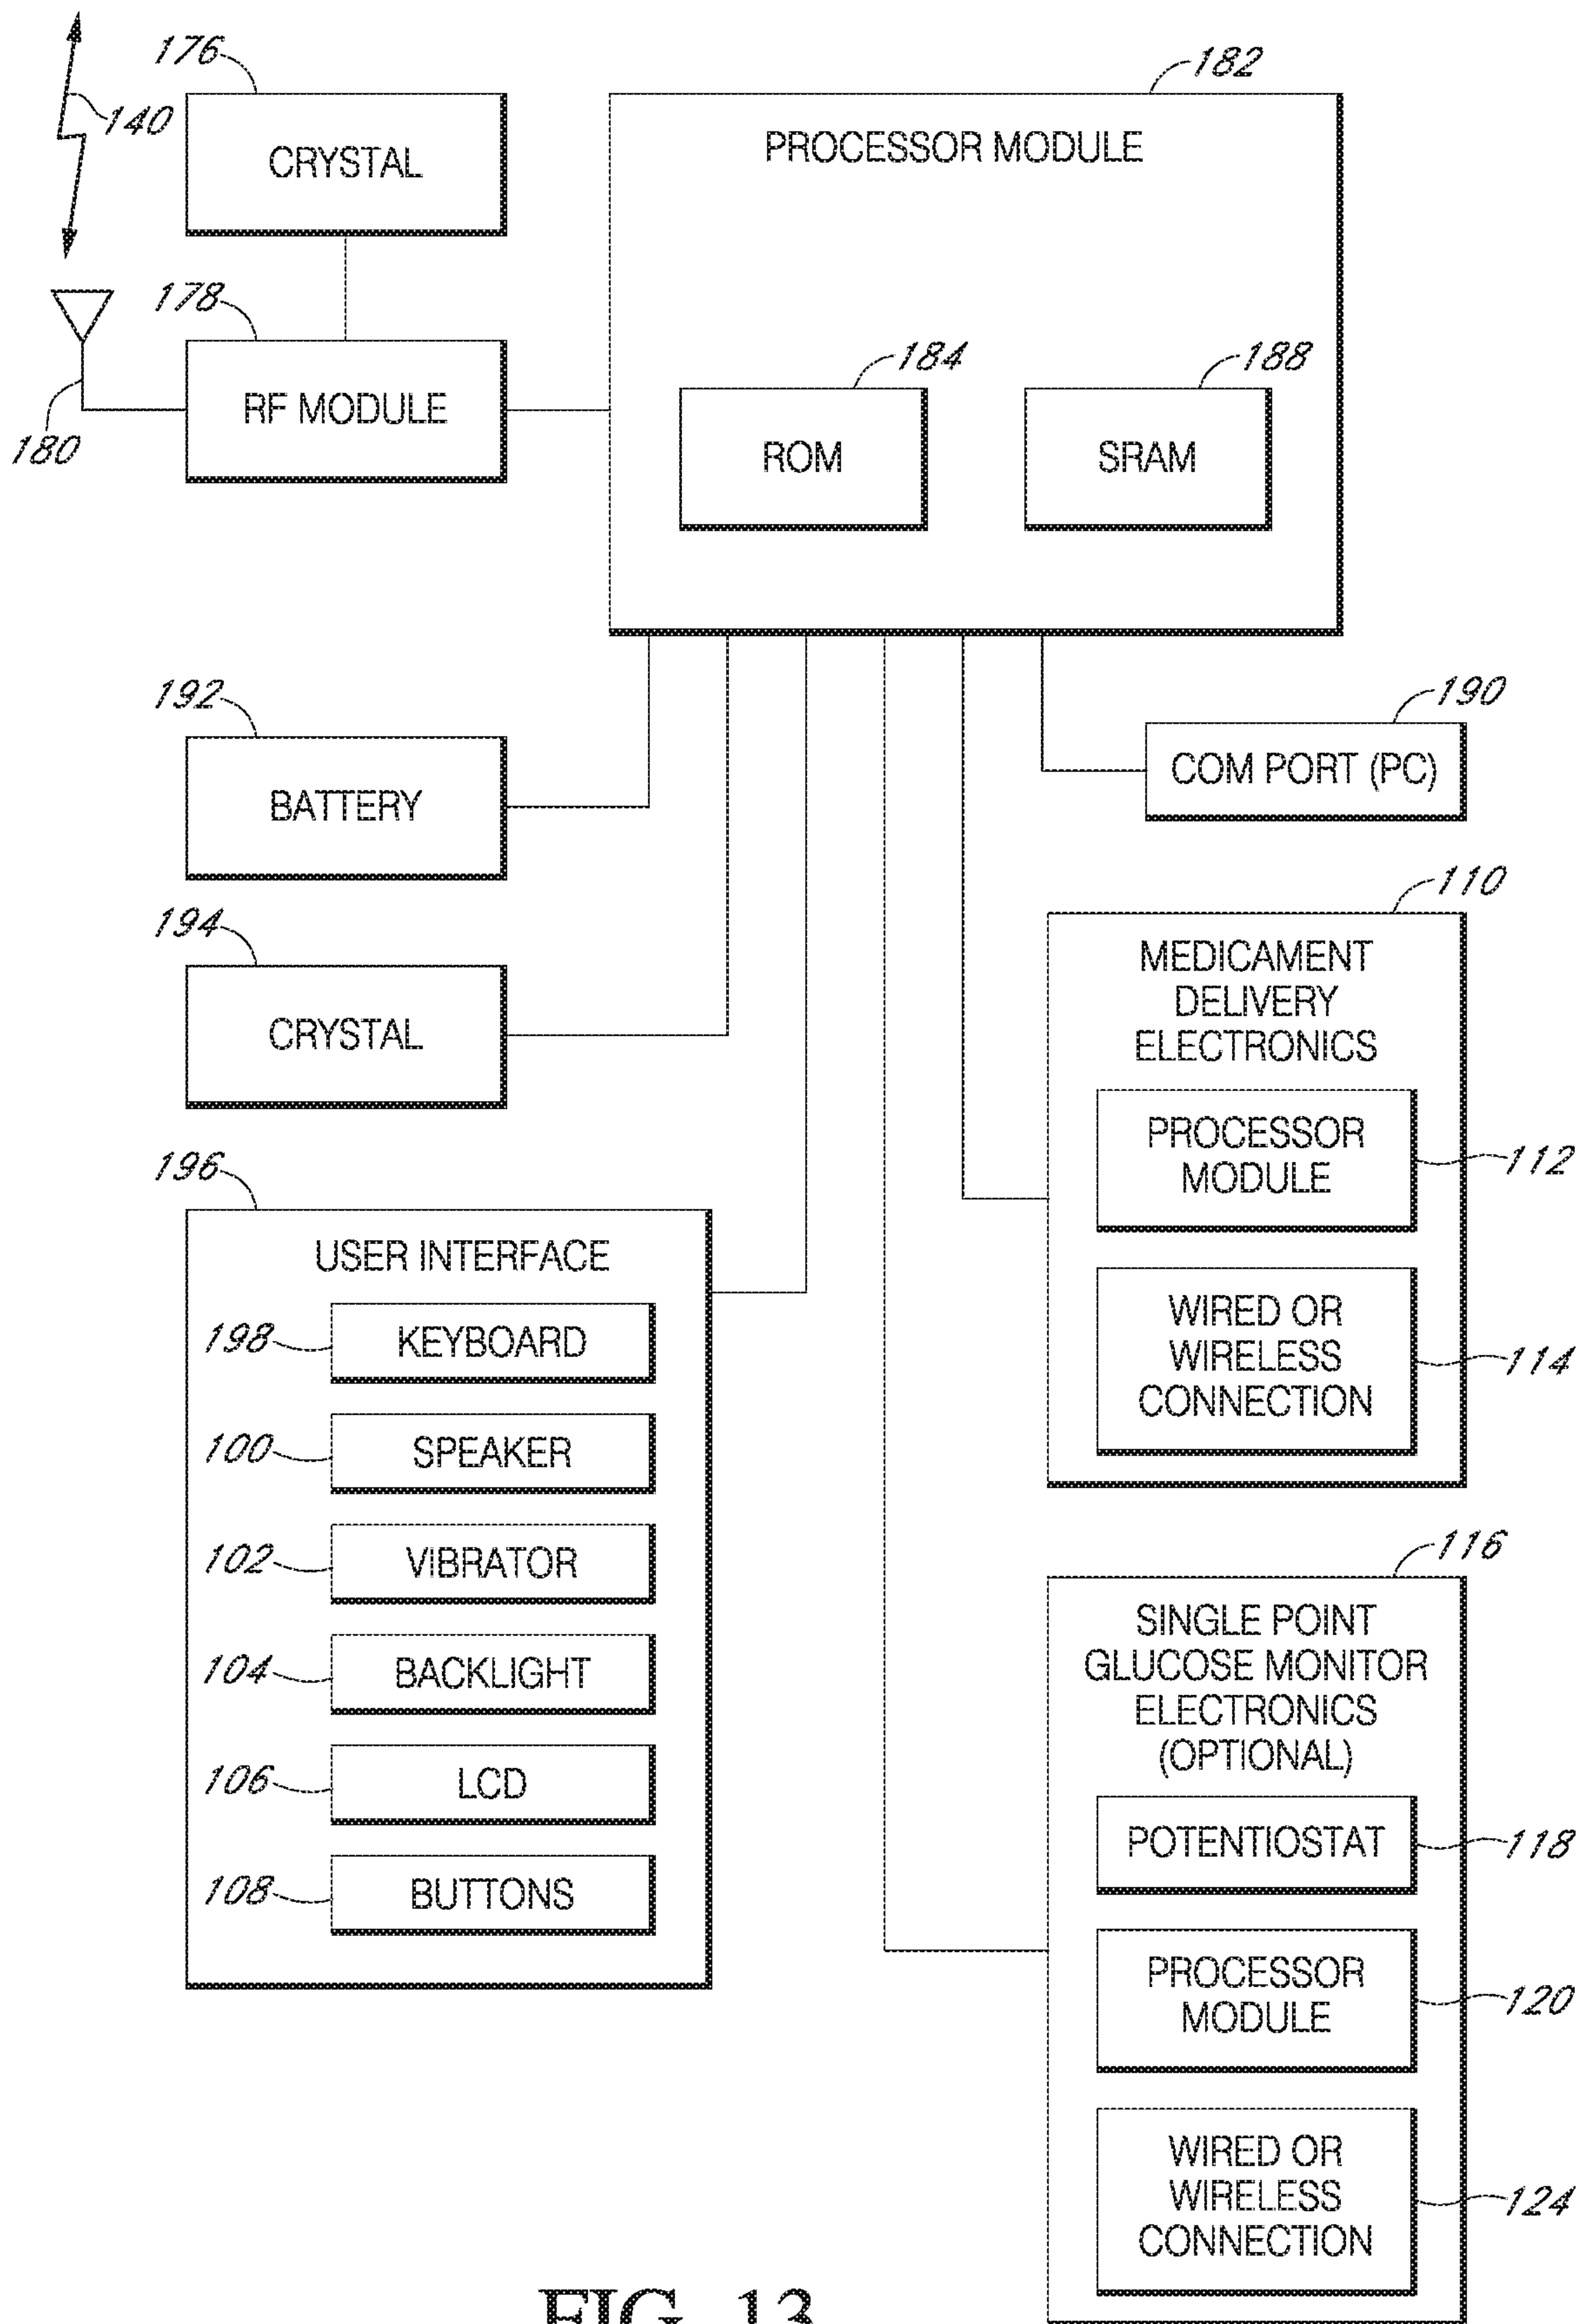 176
182
140
CRYSTAL
PROCESSOR MODULE
178
184
188
RF MODULE
ROM
SRAM
180
192
190
BATTERY
COM PORT (PC)
194
110
CRYSTAL
MEDICAMENT
DELIVERY
ELECTRONICS
PROCESSOR
MODULE
112
196
USER INTERFACE
WIRED OR
WIRELESS
CONNECTION
114
198
KEYBOARD
100
SPEAKER
102
VIBRATOR
104
BACKLIGHT
106
LCD
108
BUTTONS
116
SINGLE POINT
GLUCOSE MONITOR
ELECTRONICS
(OPTIONAL)
POTENTIOSTAT
118
PROCESSOR
MODULE
120
WIRED OR
WIRELESS
CONNECTION
124
FIG. 13